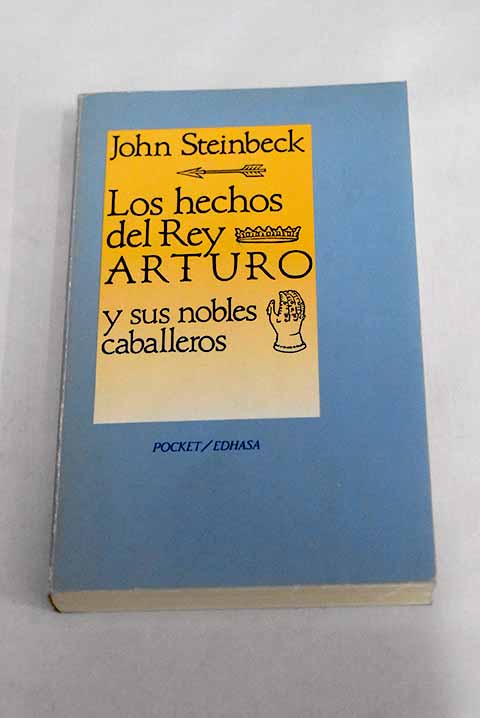 John Steinbeck
Los hechos
del Rey
ARTURO
y sus nobles
caballeros
POCKET/EDHASA